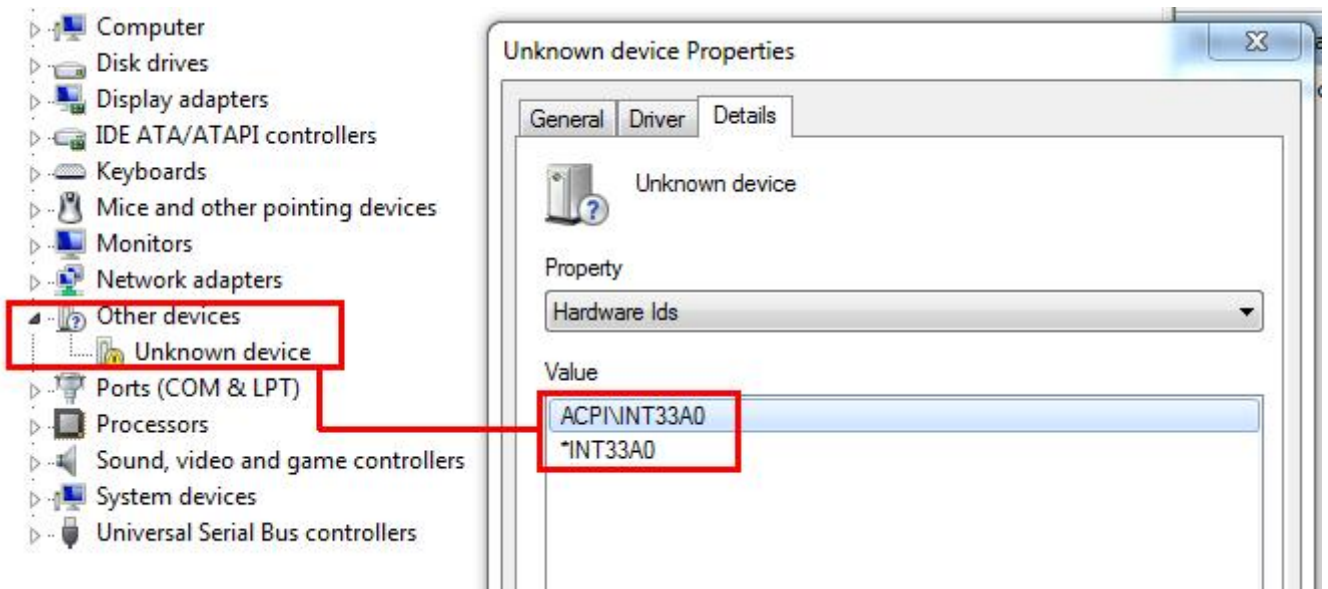 Computer
Disk drives
Display adapters
IDE ATA/ATAPI controllers
Keyboards
Mice and other pointing devices
Monitors
Network adapters
Other devices
Unknown device
Ports (COM & LPT)
Processors
Sound, video and game controllers
System devices
Universal Serial Bus controllers
Unknown device Properties
General Driver Details
Unknown device
Property
Hardware Ids
Value
ACPI\INT33A0
*INT33A0